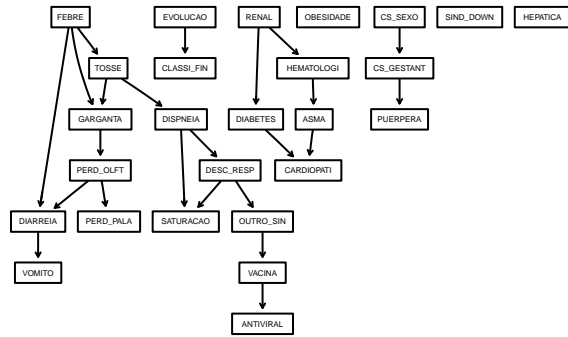 FEBRE
EVOLUCAO
RENAL
OBESIDADE
CS_SEXO
SIND_DOWN
HEPATICA
TOSSE
CLASSI_FIN
HEMATOLOGI
CS_GESTANT
GARGANTA
DISPNEIA
DIABETES
ASMA
PUERPERA
PERD_OLFT
DESC_RESP
CARDIOPATI
DIARREIA
PERD_PALA
SATURACAO
OUTRO_SIN
VOMITO
VACINA
ANTIVIRAL